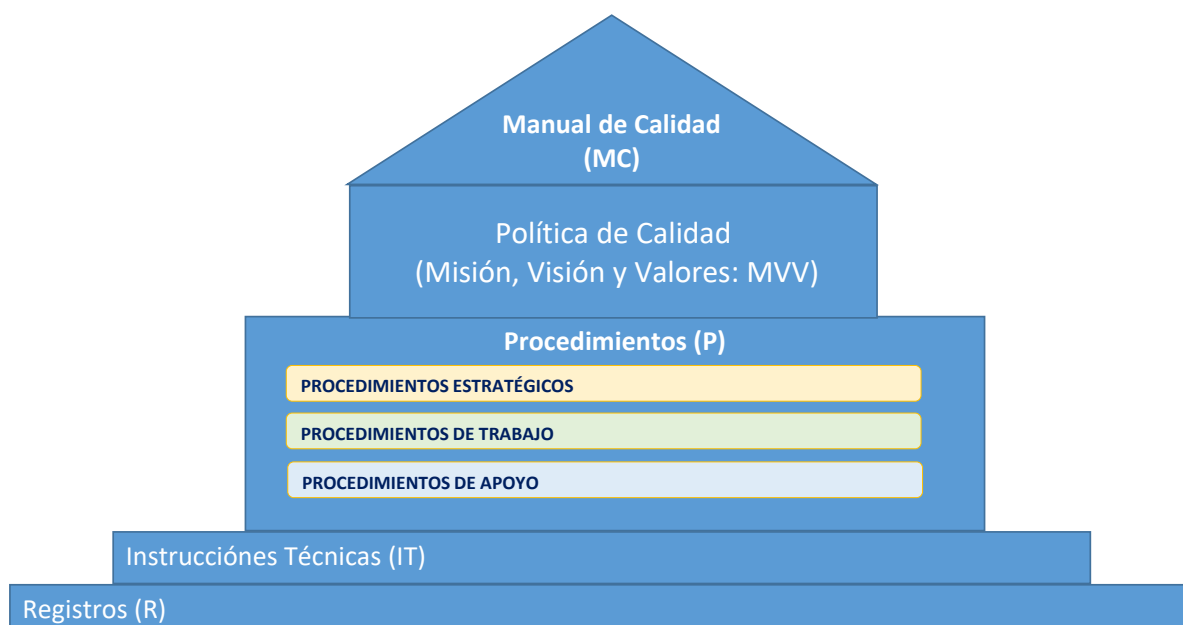 Manual de Calidad
(MC)
Política de Calidad
(Misión, Visión y Valores: MVV)
Procedimientos (P)
PROCEDIMIENTOS ESTRATÉGICOS
PROCEDIMIENTOS DE TRABAJO
PROCEDIMIENTOS DE APOYO
Instrucciónes Técnicas (IT)
Registros (R)